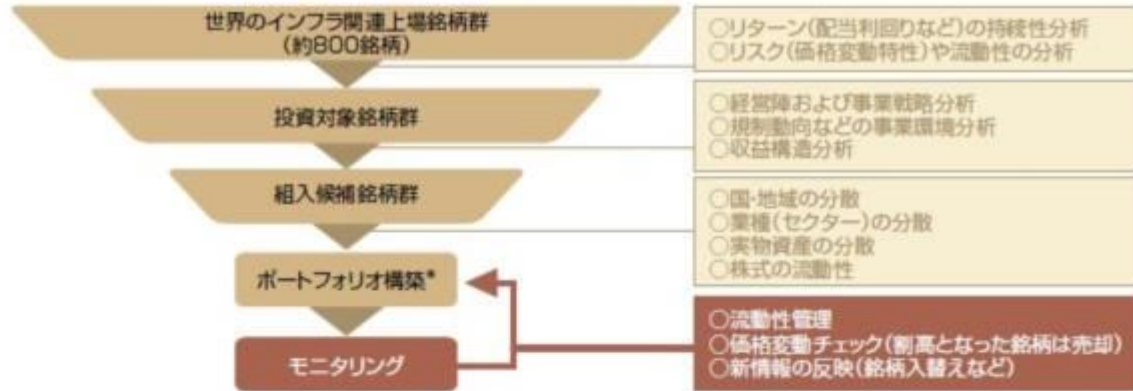 世界のインフラ関連上場銘柄群
(約800銘柄)
○リターン(配当利回りなど)の持続性分析
○リスク(価格変動特性)や流動性の分析
投資対象銘柄群
○経営陣および事業戦略分析
○規制動向などの事業環境分析
○収益構造分析
組入候補銘柄群
○国・地域の分散
○業種(セクター)の分散
○実物資産の分散
○株式の流動性
ポートフォリオ構築*
○流動性管理
○価格変動チェック(割高となった銘柄は売却)
○新情報の反映(銘柄入替えなど)
モニタリング